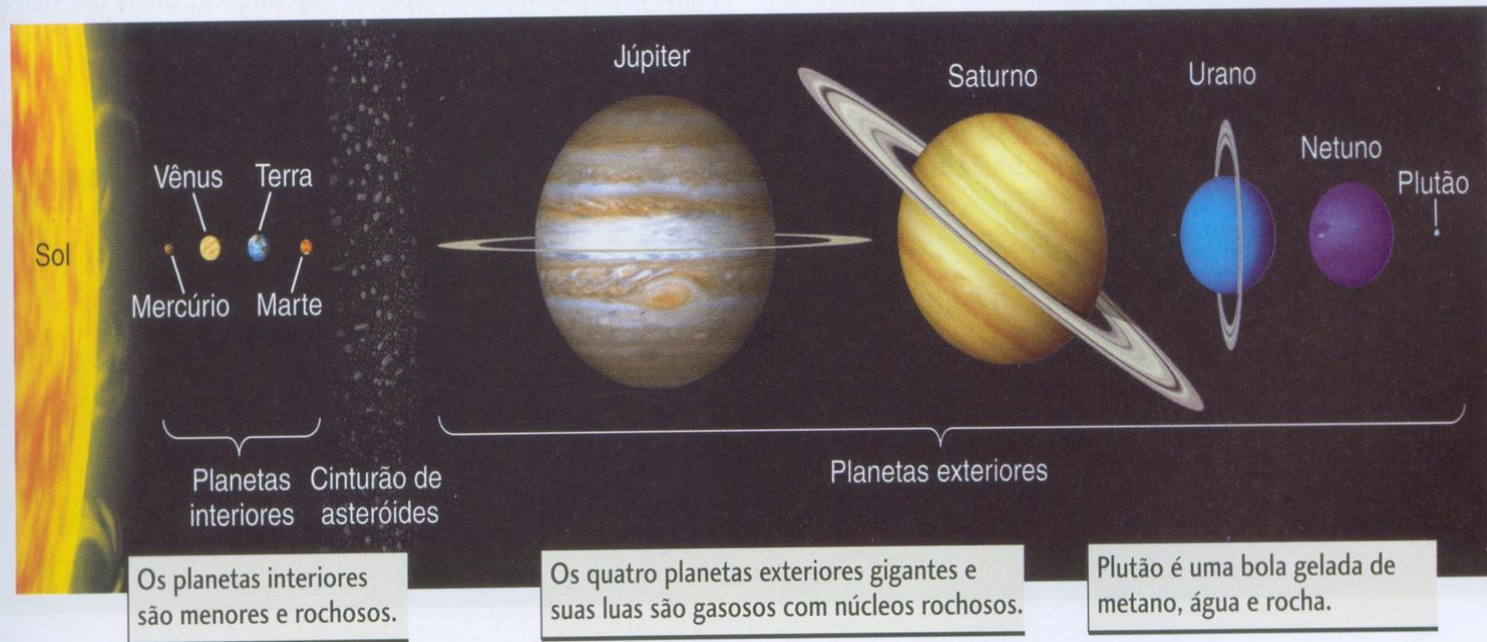 Júpiter
Saturno
Urano
Netuno
Plutão
Vênus
Terra
Sol
Mercúrio
Marte
Planetas
interiores
Cinturão de
asteróides
Planetas exteriores
Os planetas interiores
são menores e rochosos.
Os quatro planetas exteriores gigantes e
suas luas são gasosos com núcleos rochosos.
Plutão é uma bola gelada de
metano, água e rocha.